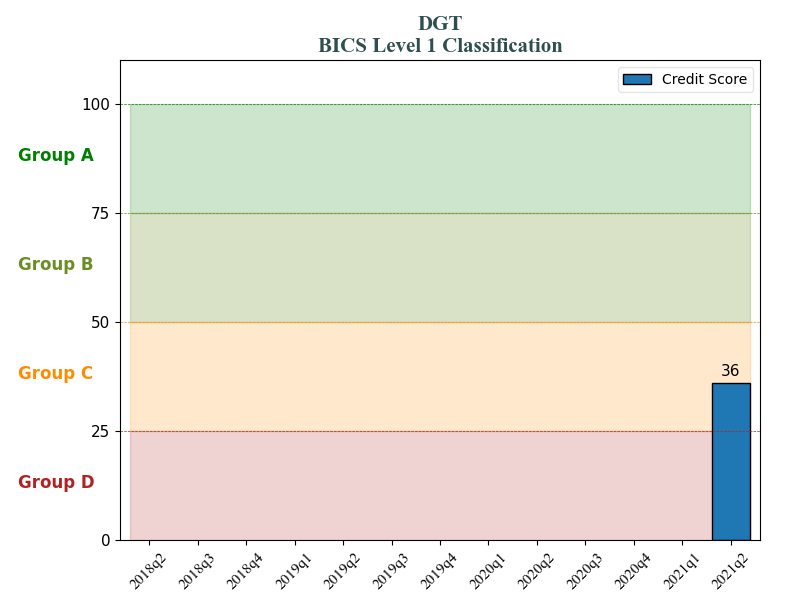 DGT
BICS Level 1 Classification
Credit Score
100
Group A
75
Group B
50
Group C
36
25
Group D
0
2018q2 2018q3 2018q4 2019q1 2019q2 2019q3 2019q4 2020q1 2020q2 2020q3 2020q4 2021q1 2021q2